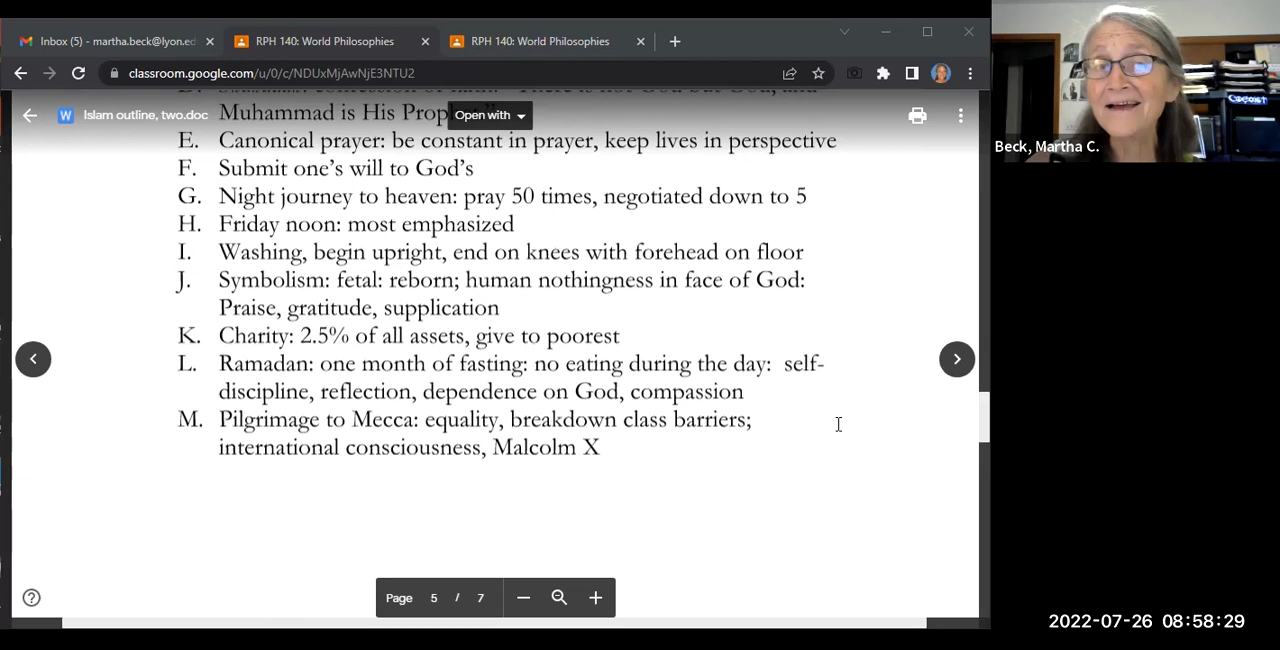 Inbox (5) - martha.beck@lyon.ed
RPH 140: World Philosophies
RPH 140: World Philosophies
classroom.google.com/u/0/c/NDUxMjAwNjE3NTU2
Islam outline, two.doc
Open with
Muhammad is His Prop
E. Canonical prayer: be constant in prayer, keep lives in perspective
F. Submit one's will to God's
G. Night journey to heaven: pray 50 times, negotiated down to 5
H. Friday noon: most emphasized
I. Washing, begin upright, end on knees with forehead on floor
J. Symbolism: fetal: reborn; human nothingness in face of God:
Praise, gratitude, supplication
K. Charity: 2.5% of all assets, give to poorest
L. Ramadan: one month of fasting: no eating during the day: self-
discipline, reflection, dependence on God, compassion
M. Pilgrimage to Mecca: equality, breakdown class barriers;
international consciousness, Malcolm X
Page 5 / 7
Beck, Martha C.
2022-07-26 08:58:29